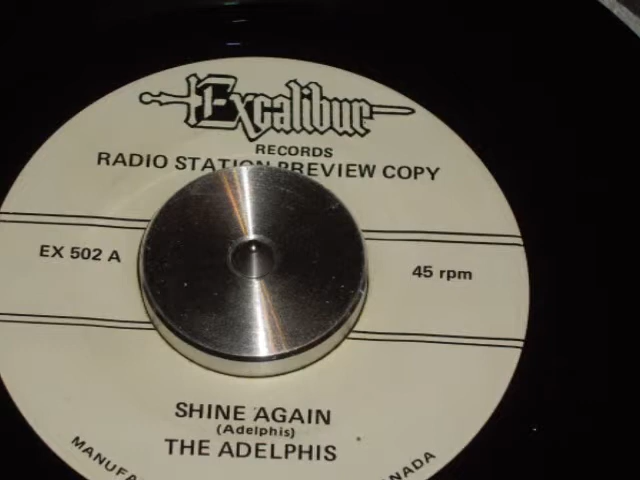 Excalibur
RECORDS
RADIO STATION PREVIEW COPY
EX 502 A
45 rpm
SHINE AGAIN
(Adelphis)
THE ADELPHIS